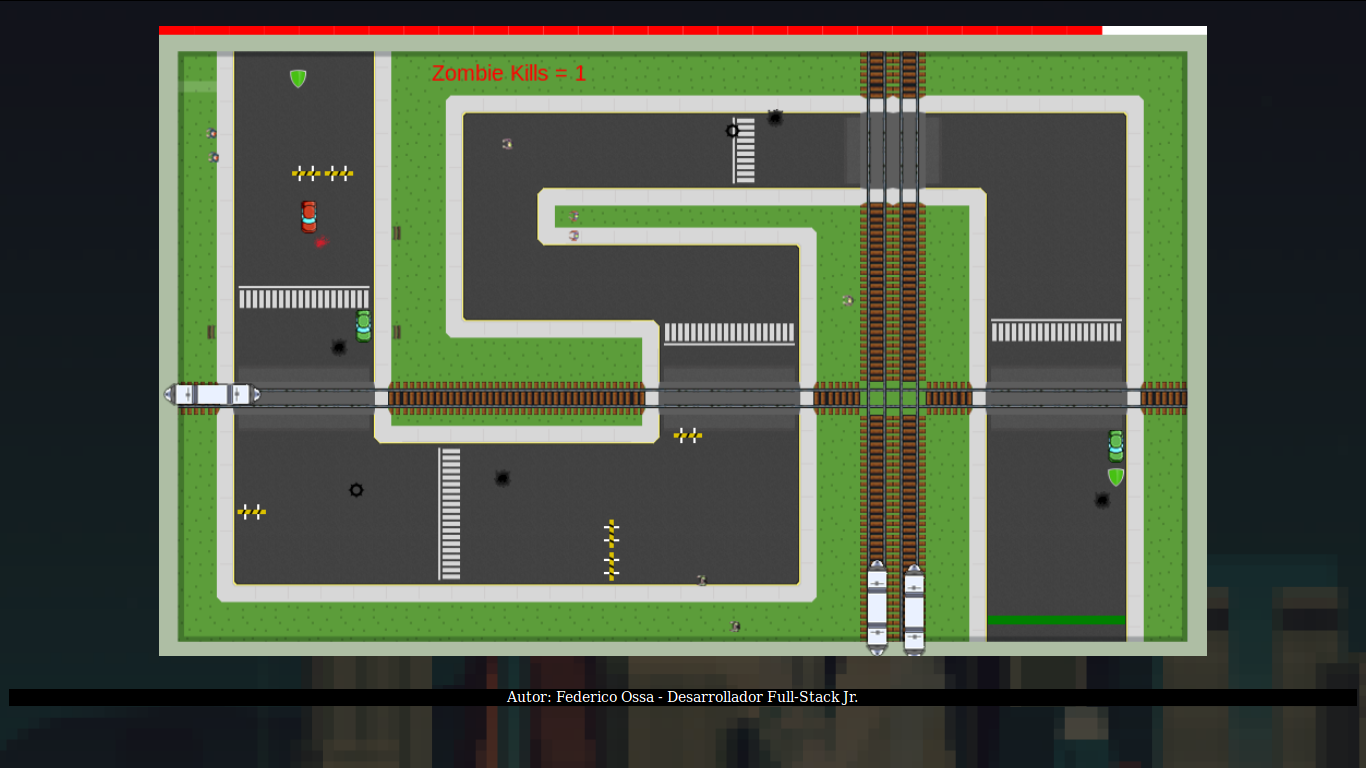 Zombie Kills = 1
Autor: Federico Ossa - Desarrollador Full-Stack Jr.